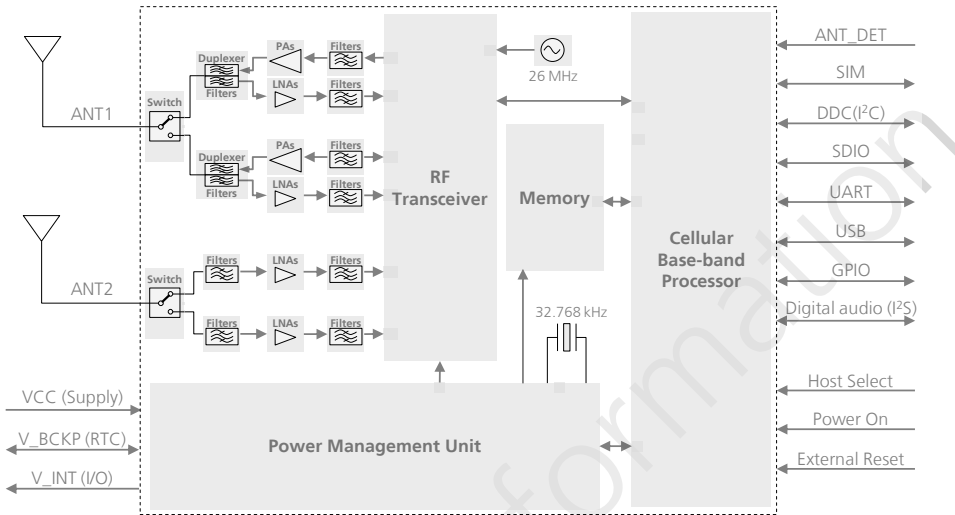 ANT1
Switch
Duplexer
Filters
PAs
Filters
LNAs
Filters
Duplexer
Filters
PAs
Filters
LNAs
Filters
ANT2
Switch
Filters
LNAs
Filters
Filters
LNAs
Filters
RF
Transceiver
26 MHz
Memory
32.768 kHz
Cellular
Base-band
Processor
Power Management Unit
VCC (Supply)
V_BCKP (RTC)
V_INT (I/O)
ANT_DET
SIM
DDC(I²C)
SDIO
UART
USB
GPIO
Digital audio (I²S)
Host Select
Power On
External Reset
formation